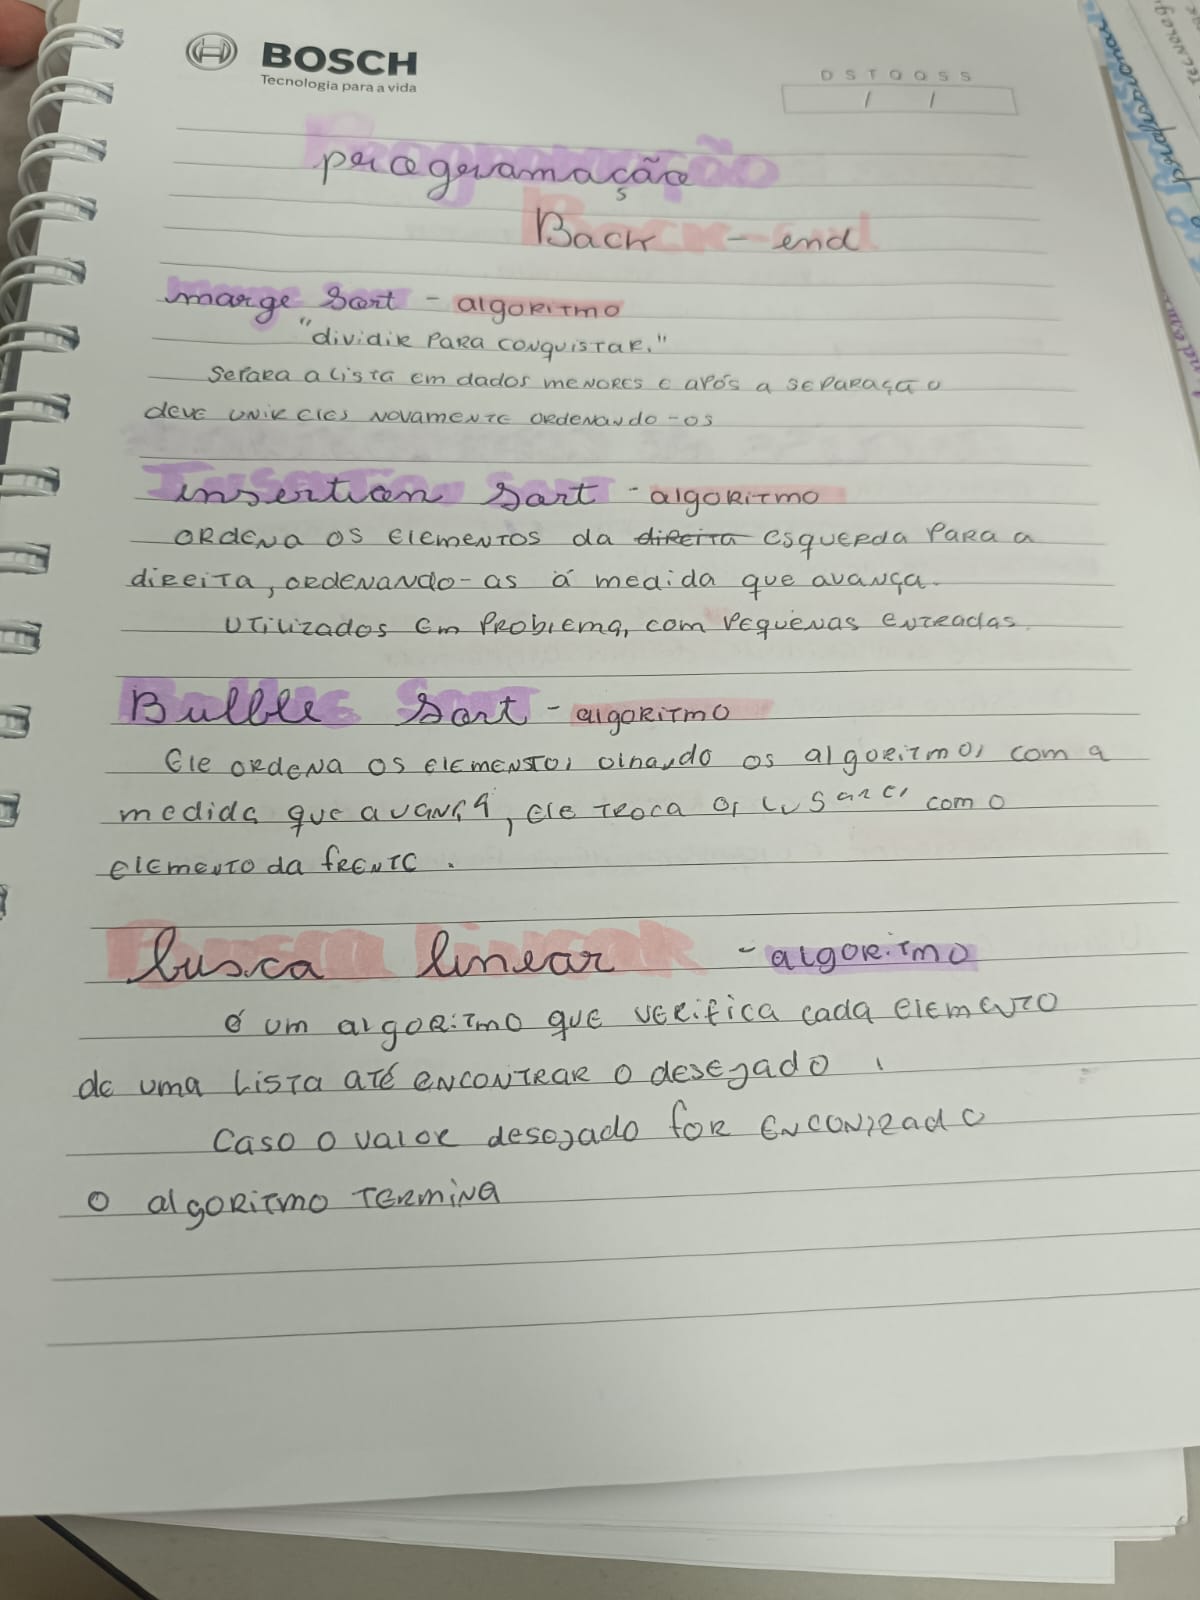 BOSCH
Tecnologia para a vida
D S T Q Q S S
/ /
programação
Back-end
marge Sort - algoritmo
"dividir para conquistar."
Separa a lista em dados menores e após a separação
deve unir eles novamente ordenando-os
insertion Sort - algoritmo
ordena os elementos da direita esquerda para a
direita, ordenando-as á medida que avança.
Utilizados em problema, com pequenas entradas.
Bubble Sort - algoritmo
Ele ordena os elementos olhando os algoritmos com a
medida que avança, ele troca os lugares com o
elemento da frente.
busca linear - algoritmo
é um algoritmo que verifica cada elemento
de uma lista até encontrar o desejado.
Caso o valor desejado for encontrado
o algoritmo termina